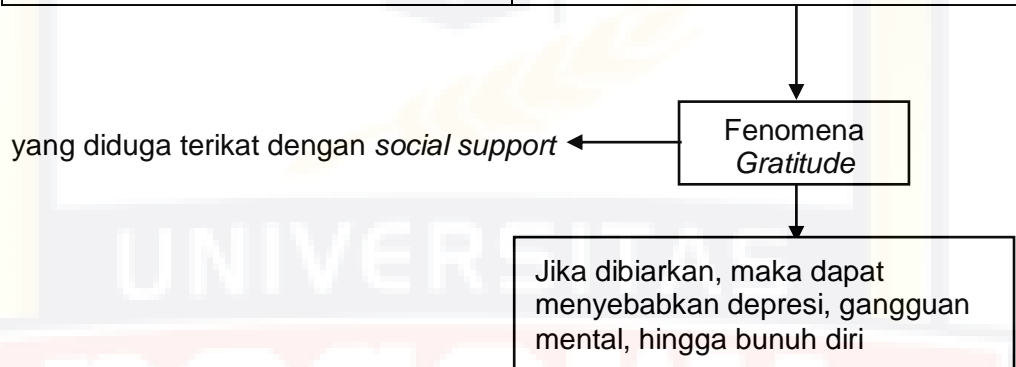 Fenomena
Gratitude
yang diduga terikat dengan social support
UNIVERSITAS
Jika dibiarkan, maka dapat
menyebabkan depresi, gangguan
mental, hingga bunuh diri